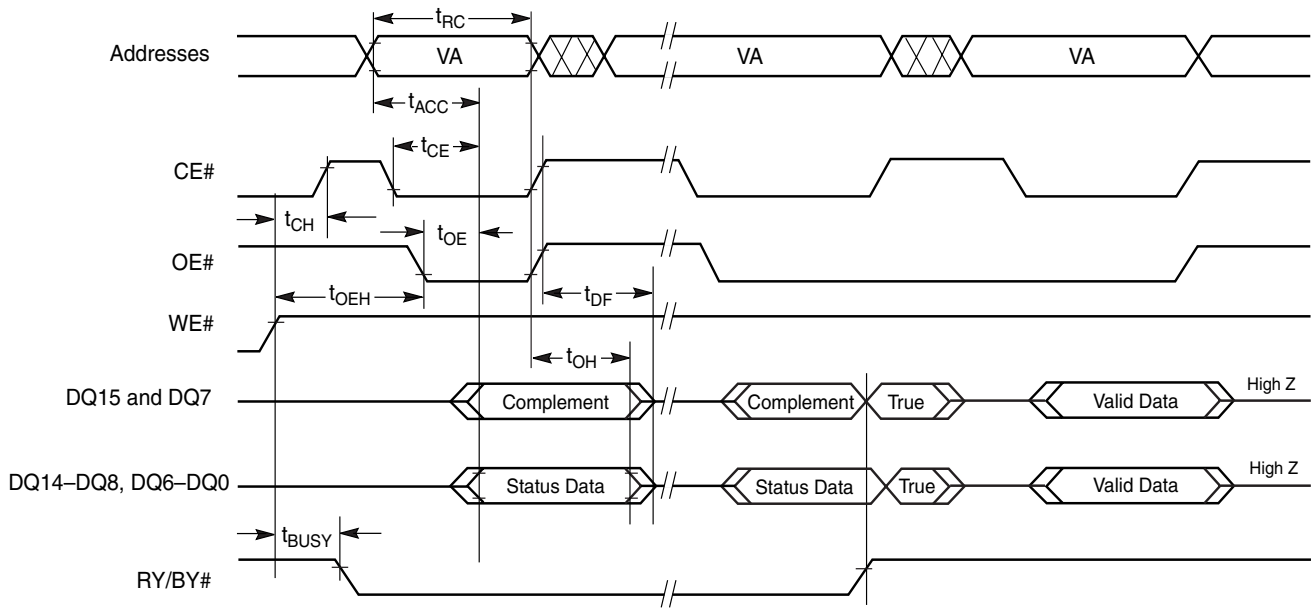 tRC
Addresses VA VA VA
tACC
tCE
CE#
tCH tOE
OE#
tOEH tDF
WE#
tOH
DQ15 and DQ7 Complement Complement True Valid Data High Z
DQ14–DQ8, DQ6–DQ0 Status Data Status Data True Valid Data High Z
tBUSY
RY/BY#